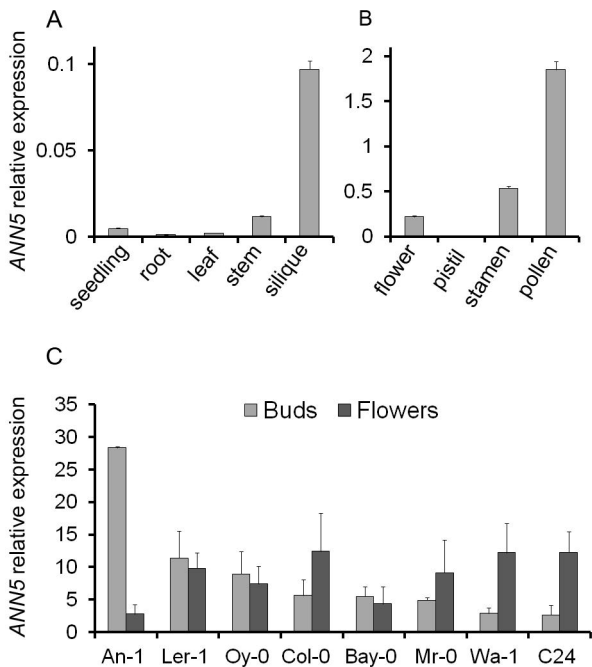 A
ANN5 relative expression
0.1
0.05
0
seedling
root
leaf
stem
silique
B
2
1.5
1
0.5
0
flower
pistil
stamen
pollen
C
ANN5 relative expression
35
30
25
20
15
10
5
0
Buds
Flowers
An-1 Ler-1 Oy-0 Col-0 Bay-0 Mr-0 Wa-1 C24